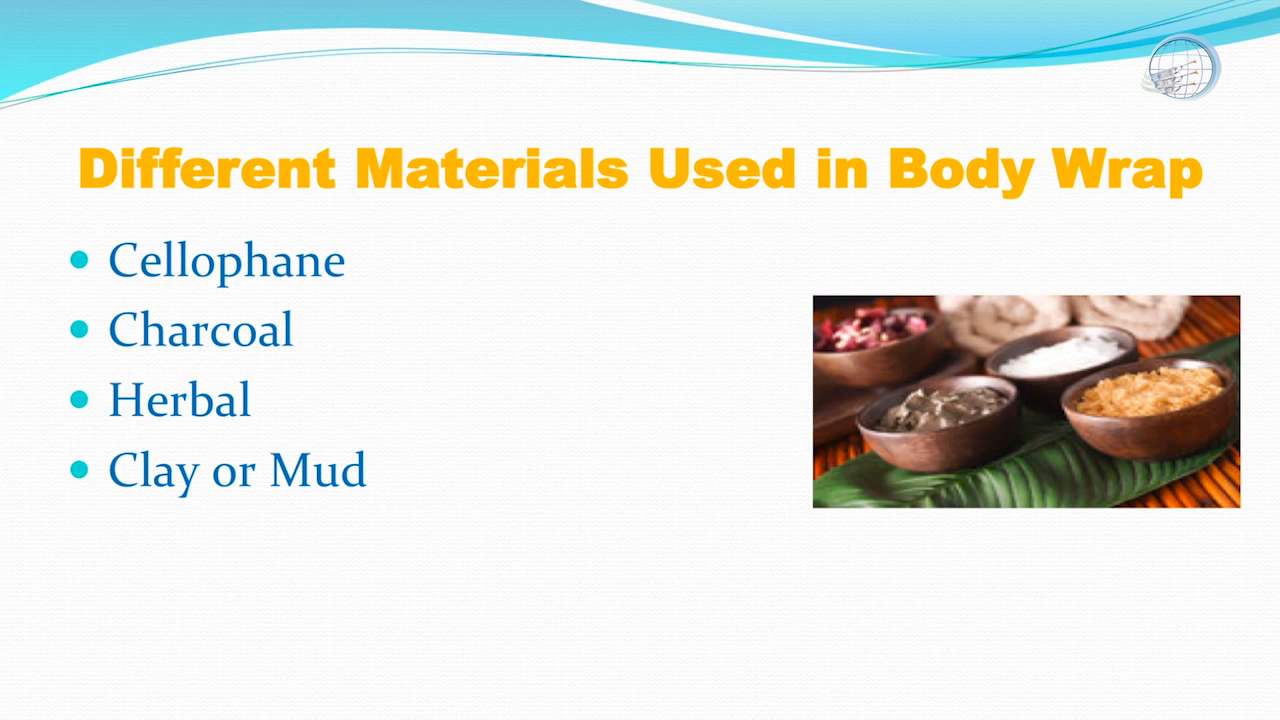 Different Materials Used in Body Wrap
• Cellophane
• Charcoal
• Herbal
• Clay or Mud